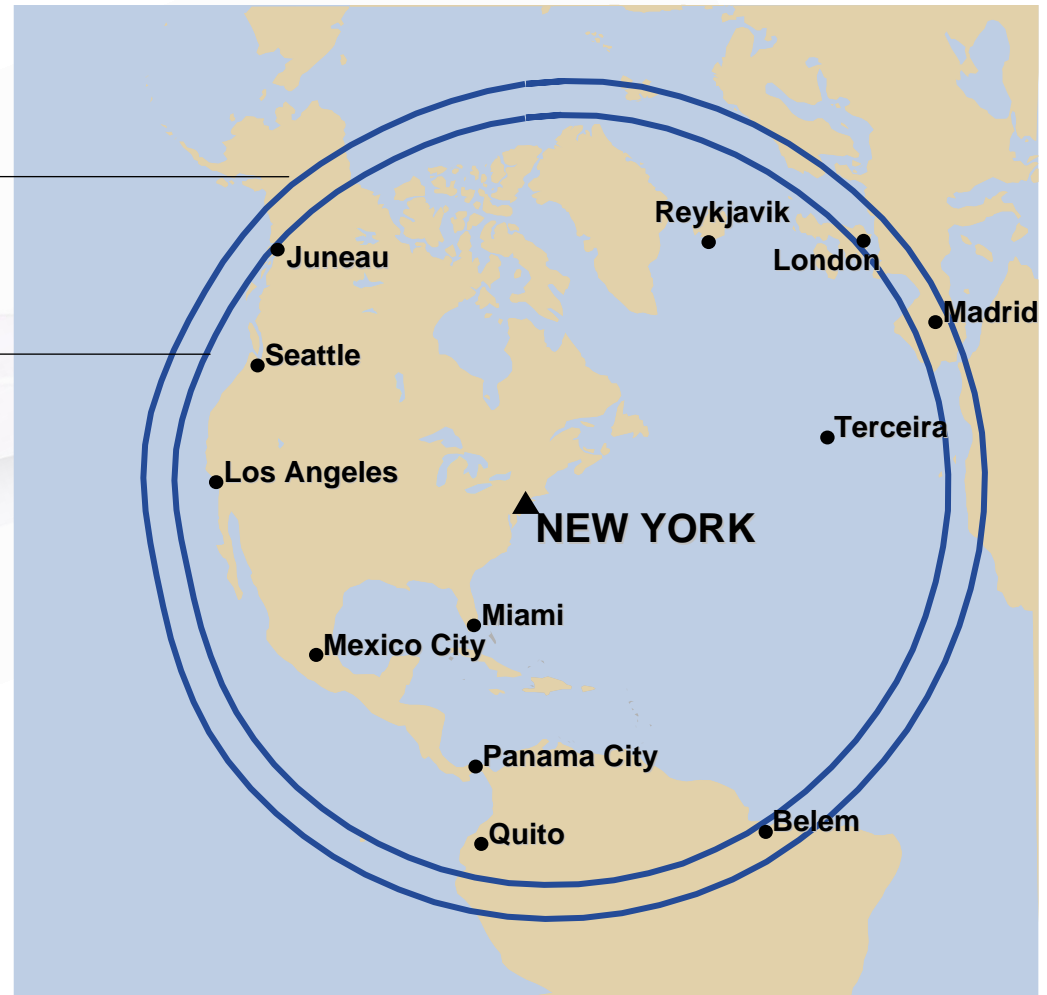 Reykjavik
Juneau
London
Madrid
Seattle
Terceira
Los Angeles
NEW YORK
Miami
Mexico City
Panama City
Belem
Quito